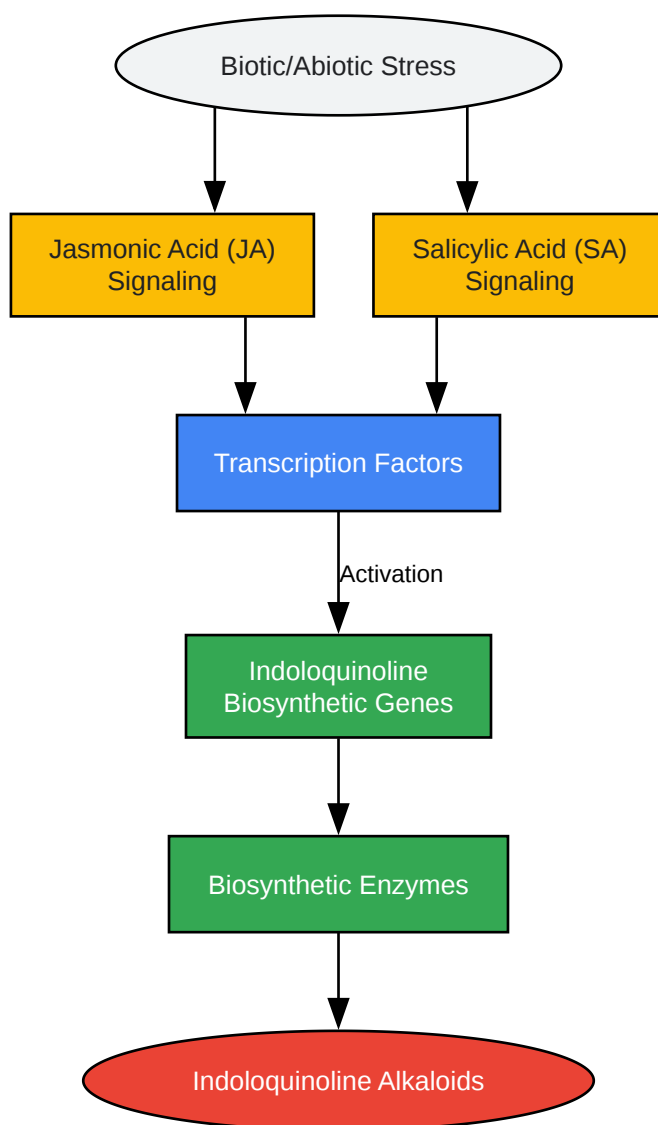 Biotic/Abiotic Stress
Jasmonic Acid (JA)
Signaling
Salicylic Acid (SA)
Signaling
Transcription Factors
Activation
Indoloquinoline
Biosynthetic Genes
Biosynthetic Enzymes
Indoloquinoline Alkaloids